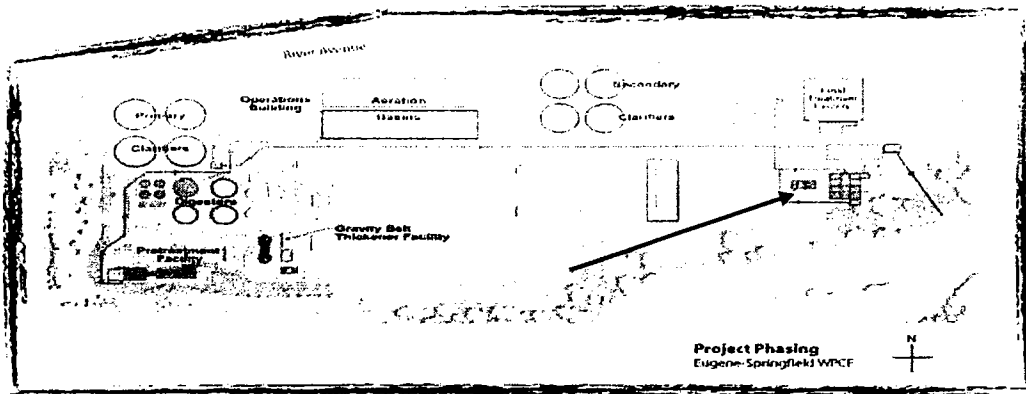 River Avenue
Operations
Building
Aeration
Basins
Secondary
Clarifiers
Final
Treatment
Primary
Clarifiers
Digesters
Gravity Belt
Thickener Facility
Pretreatment
Facility
Project Phasing
Eugene-Springfield WPCF
N